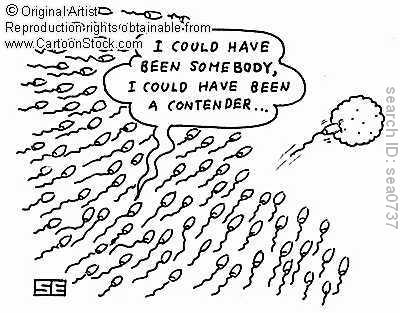 © Original Artist
Reproduction rights obtainable from
www.CartoonStock.com
I COULD HAVE
BEEN SOMEBODY,
I COULD HAVE BEEN
A CONTENDER...
search ID: sea0737
SE